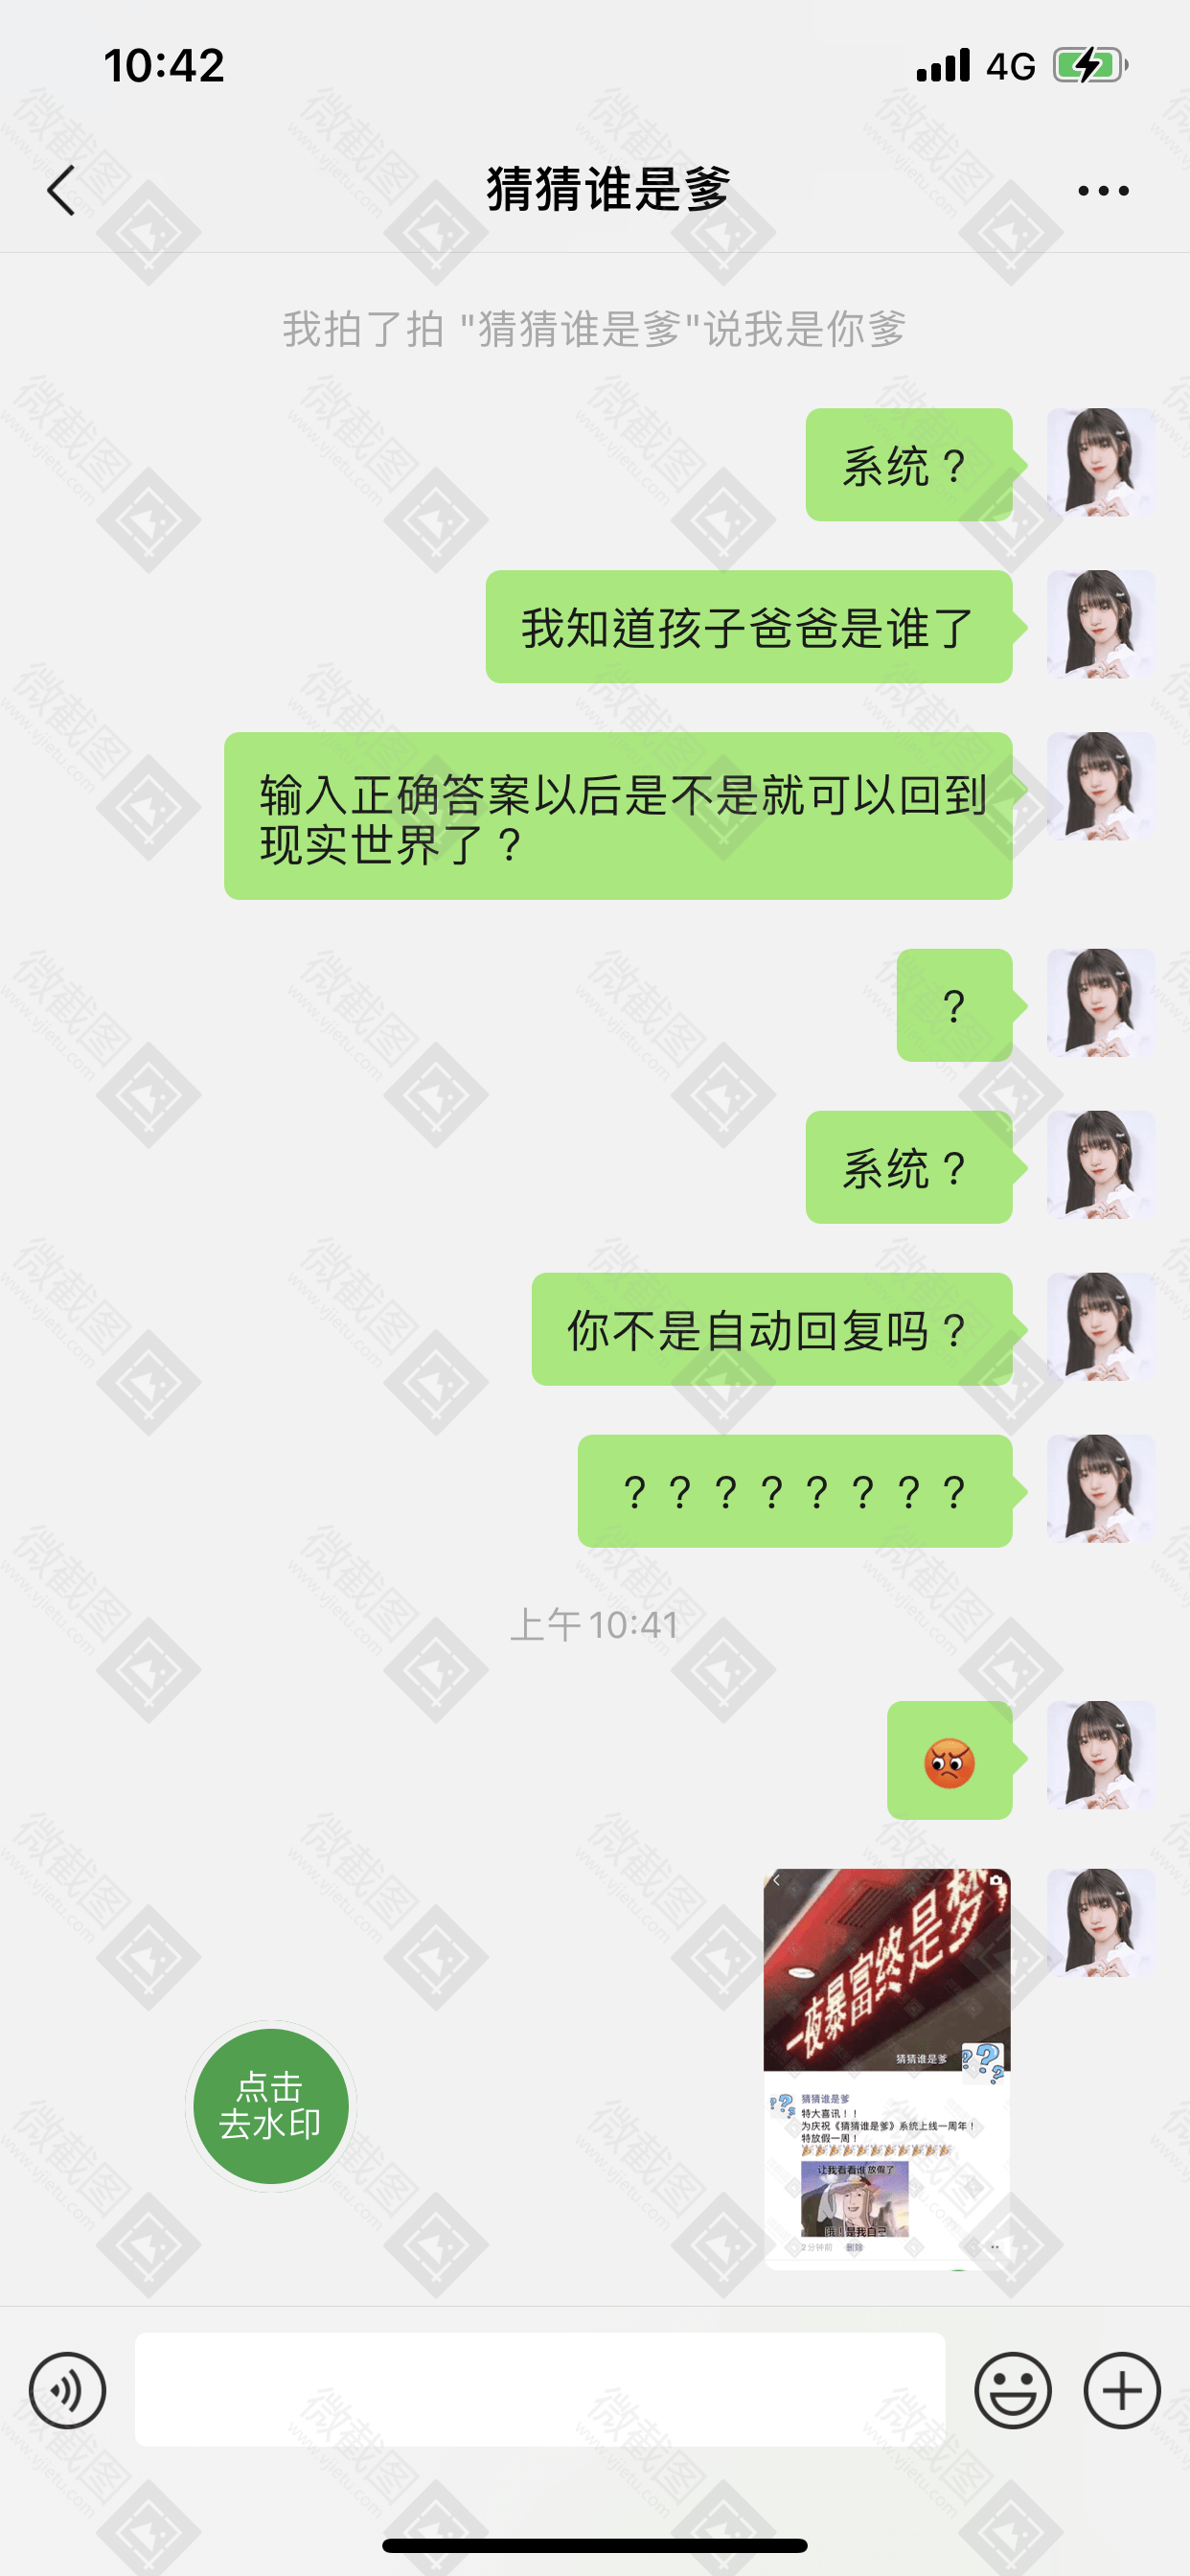 10:42
4G
猜猜谁是爹
我拍了拍 "猜猜谁是爹"说我是你爹
系统？
我知道孩子爸爸是谁了
输入正确答案以后是不是就可以回到
现实世界了？
？
系统？
你不是自动回复吗？
？？？？？？？？
上午10:41
一夜暴富终是梦
猜猜谁是爹
猜猜谁是爹
特大喜讯！！
为庆祝《猜猜谁是爹》系统上线一周年！
特放假一周！
让我看看谁放假了
哦！是我自己
2分钟前 删除
点击
去水印
微截图
www.vjietu.com